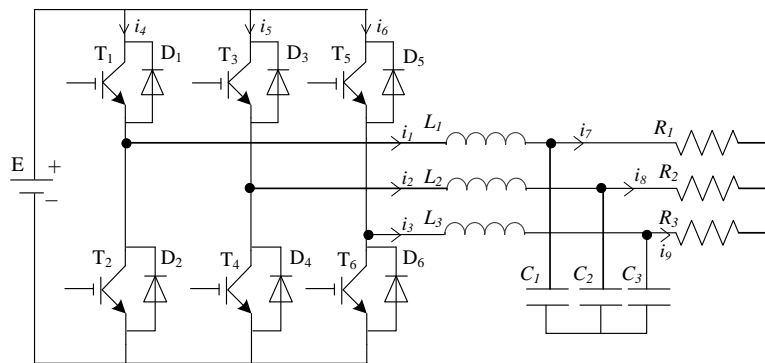 i4 i5 i6
T1 D1 T3 D3 T5 D5
i1 L1 i7 R1
E + −
i2 L2 i8 R2
i3 L3 i9 R3
T2 D2 T4 D4 T6 D6
C1 C2 C3